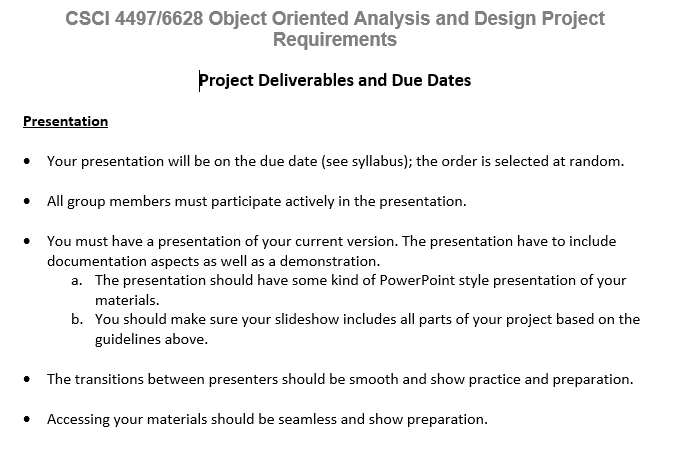 CSCI 4497/6628 Object Oriented Analysis and Design Project
Requirements
Project Deliverables and Due Dates
Presentation
• Your presentation will be on the due date (see syllabus); the order is selected at random.
• All group members must participate actively in the presentation.
• You must have a presentation of your current version. The presentation have to include
documentation aspects as well as a demonstration.
a. The presentation should have some kind of PowerPoint style presentation of your
materials.
b. You should make sure your slideshow includes all parts of your project based on the
guidelines above.
• The transitions between presenters should be smooth and show practice and preparation.
• Accessing your materials should be seamless and show preparation.